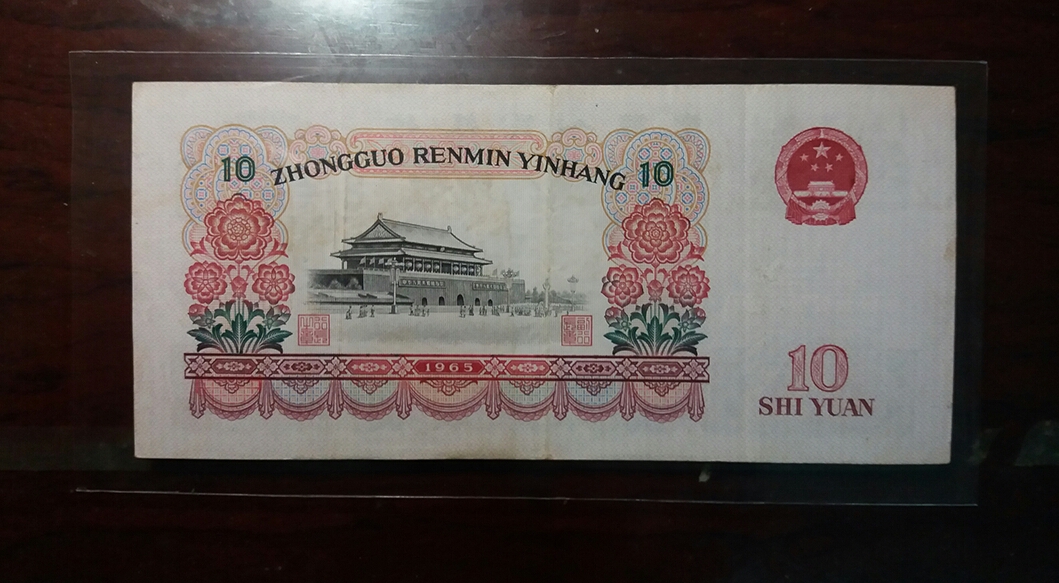 10 ZHONGGUO RENMIN YINHANG 10
1965
10
SHI YUAN